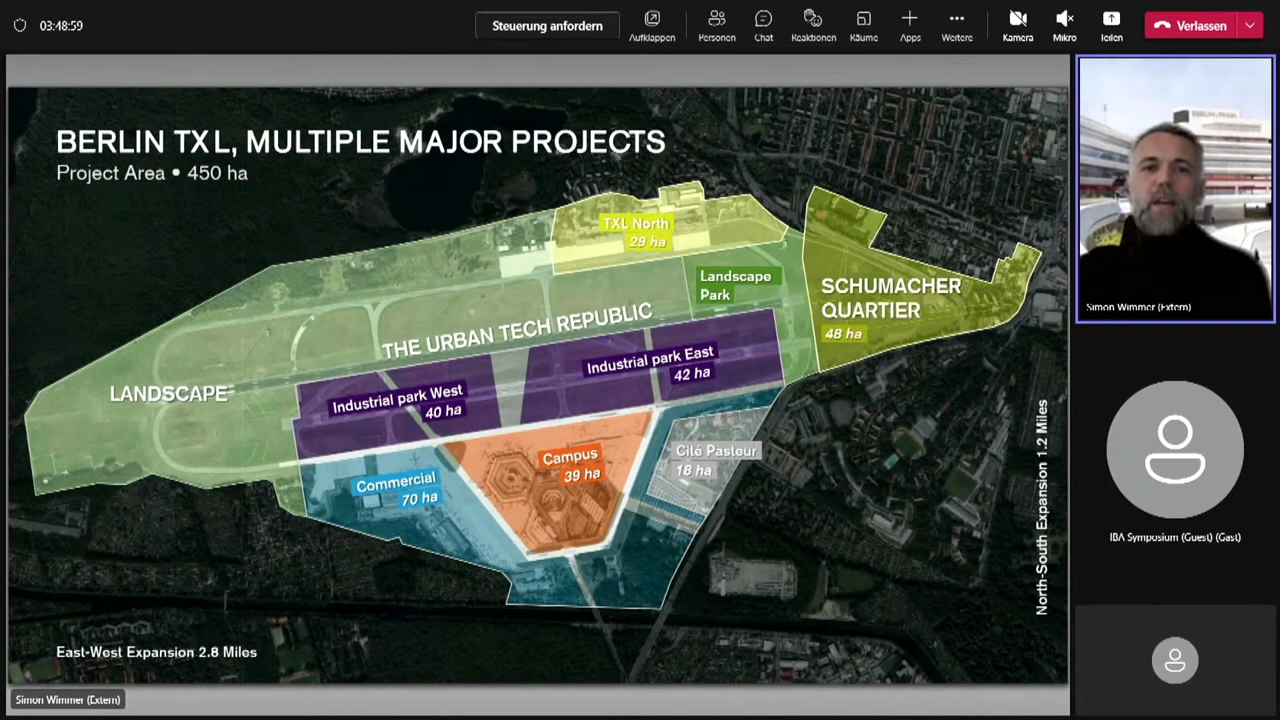 03:48:59
Steuerung anfordern
Aufklappen
Personen
Chat
Reaktionen
Räume
Apps
Weitere
Kamera
Mikro
Teilen
Verlassen
BERLIN TXL, MULTIPLE MAJOR PROJECTS
Project Area • 450 ha
TXL North
29 ha
Landscape
Park
SCHUMACHER
QUARTIER
48 ha
THE URBAN TECH REPUBLIC
LANDSCAPE
Industrial park West
40 ha
Industrial park East
42 ha
Commercial
70 ha
Campus
39 ha
Cité Pasteur
18 ha
North-South Expansion 1.2 Miles
East-West Expansion 2.8 Miles
Simon Wimmer (Extern)
Simon Wimmer (Extern)
IBA Symposium (Guest) (Gast)